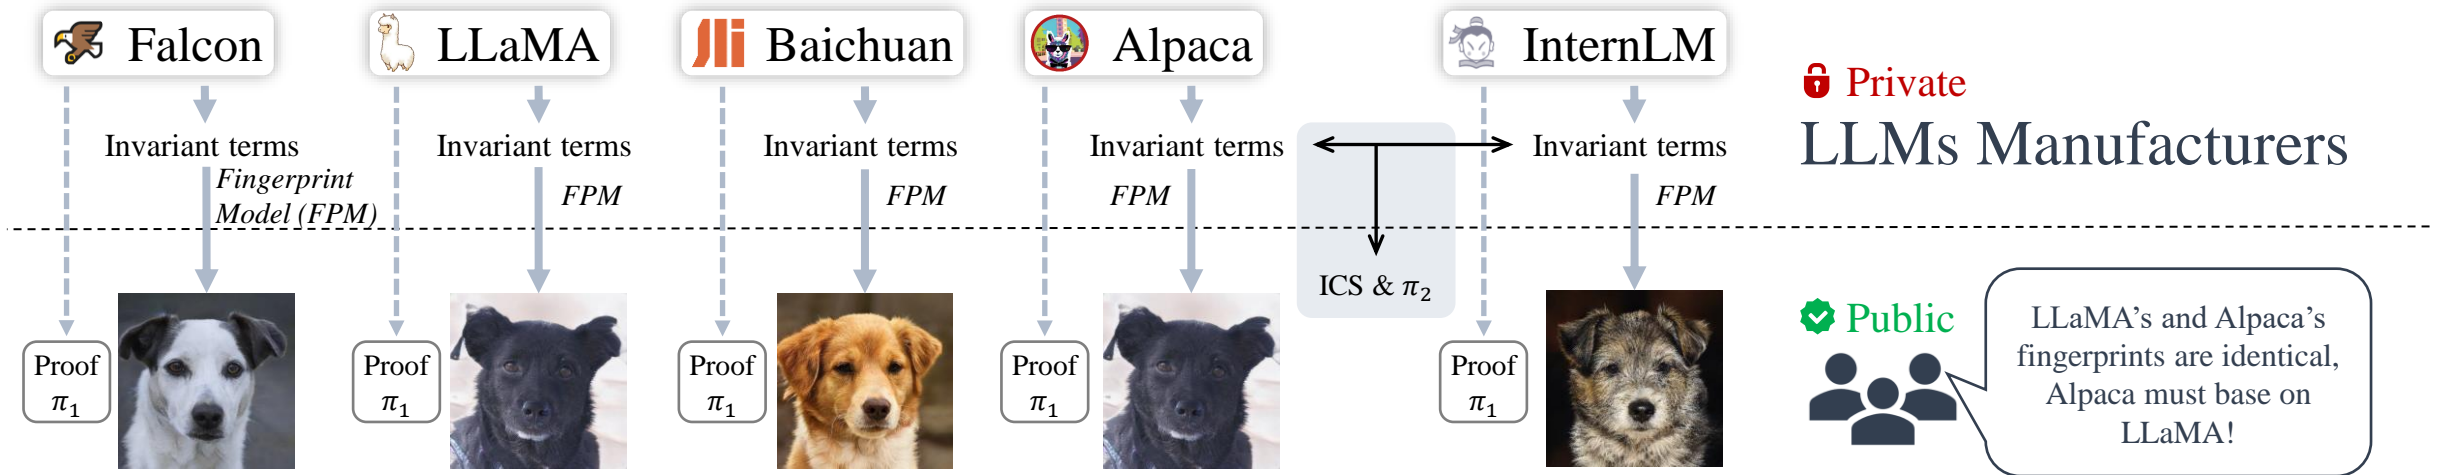 Falcon
LLaMA
Baichuan
Alpaca
InternLM
Private
LLMs Manufacturers
Invariant terms
Invariant terms
Invariant terms
Invariant terms
Invariant terms
Fingerprint
Model (FPM)
FPM
FPM
FPM
FPM
ICS & π₂
Proof
π₁
Proof
π₁
Proof
π₁
Proof
π₁
Proof
π₁
Public
LLaMA’s and Alpaca’s
fingerprints are identical,
Alpaca must base on
LLaMA!